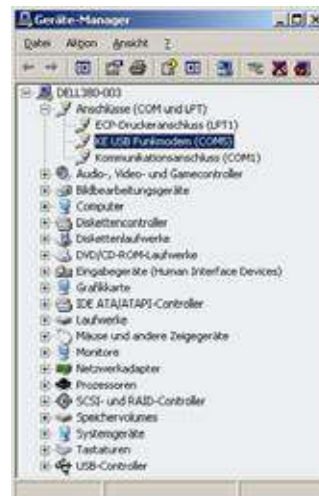 Geräte-Manager
Datei Aktion Ansicht ?
DELL380-003
Anschlüsse (COM und LPT)
ECP-Druckeranschluss (LPT1)
KE USB Funkmodem (COM5)
Kommunikationsanschluss (COM1)
Audio-, Video- und Gamecontroller
Bildbearbeitungsgeräte
Computer
Diskettencontroller
Diskettenlaufwerke
DVD/CD-ROM-Laufwerke
Eingabegeräte (Human Interface Devices)
Grafikkarte
IDE ATA/ATAPI-Controller
Laufwerke
Mäuse und andere Zeigegeräte
Monitore
Netzwerkadapter
Prozessoren
SCSI- und RAID-Controller
Speichervolumes
Systemgeräte
Tastaturen
USB-Controller